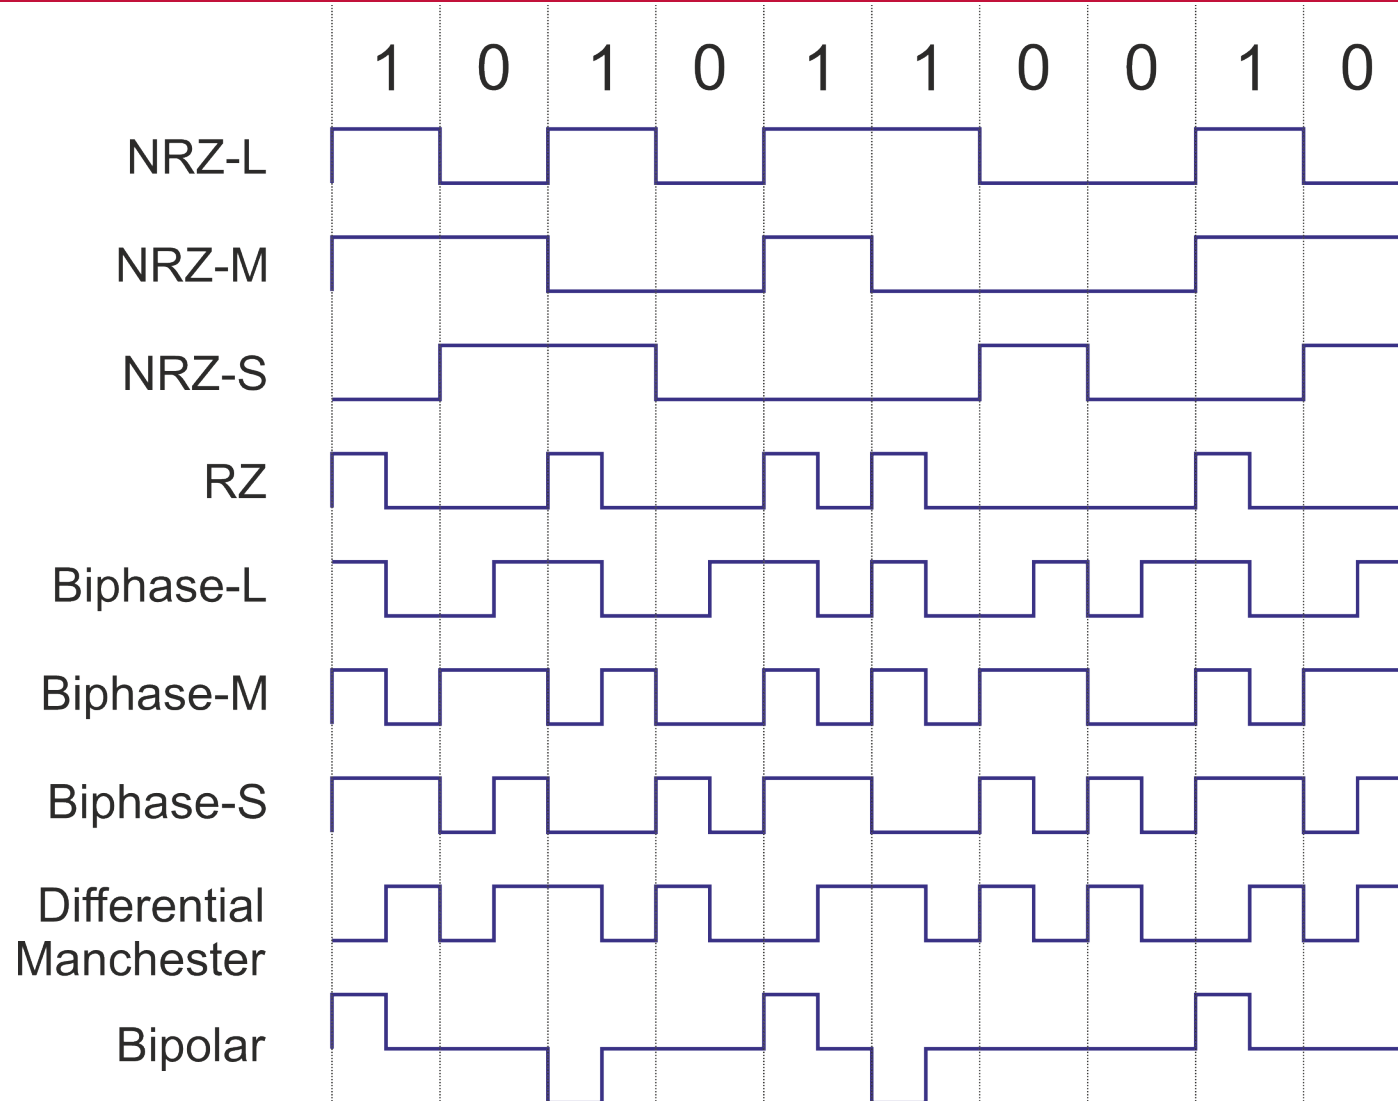 1 0 1 0 1 1 0 0 1 0
NRZ-L
NRZ-M
NRZ-S
RZ
Biphase-L
Biphase-M
Biphase-S
Differential
Manchester
Bipolar